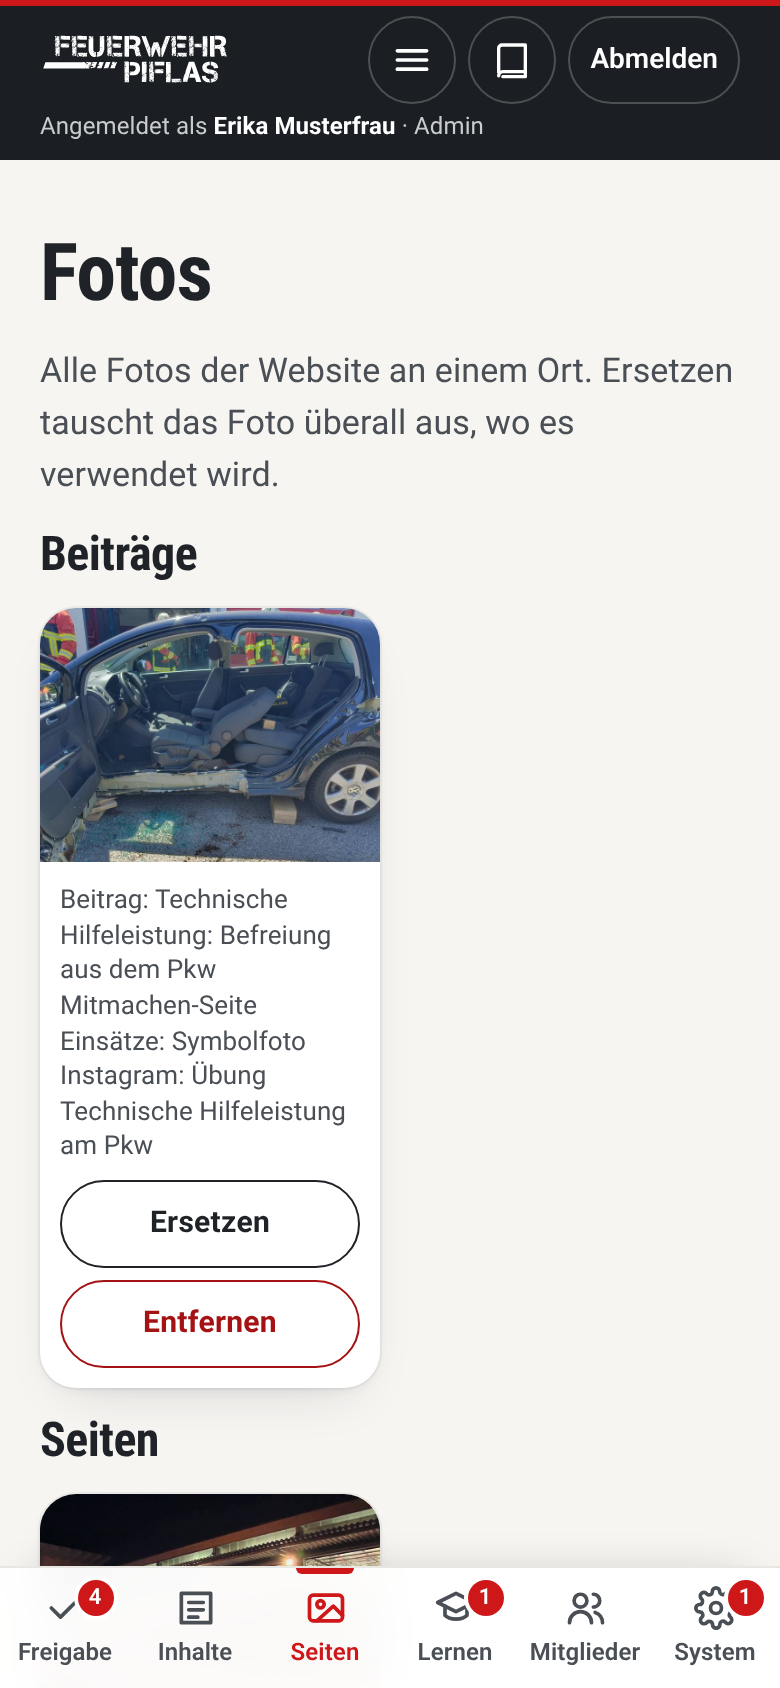 FEUERWEHR
PIFLAS
Abmelden
Angemeldet als Erika Musterfrau · Admin
Fotos
Alle Fotos der Website an einem Ort. Ersetzen
tauscht das Foto überall aus, wo es
verwendet wird.
Beiträge
Beitrag: Technische
Hilfeleistung: Befreiung
aus dem Pkw
Mitmachen-Seite
Einsätze: Symbolfoto
Instagram: Übung
Technische Hilfeleistung
am Pkw
Ersetzen
Entfernen
Seiten
4
1
1
Freigabe
Inhalte
Seiten
Lernen
Mitglieder
System